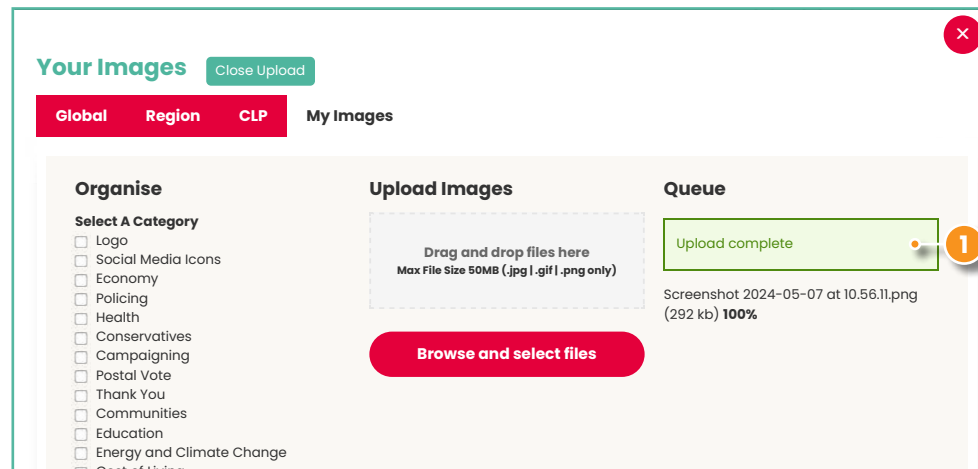 ×
Your Images
Close Upload
Global Region CLP My Images
Organise
Select A Category
Logo
Social Media Icons
Economy
Policing
Health
Conservatives
Campaigning
Postal Vote
Thank You
Communities
Education
Energy and Climate Change
Cost of Living
Upload Images
Drag and drop files here
Max File Size 50MB (.jpg | .gif | .png only)
Browse and select files
Queue
Upload complete
1
Screenshot 2024-05-07 at 10.56.11.png
(292 kb) 100%